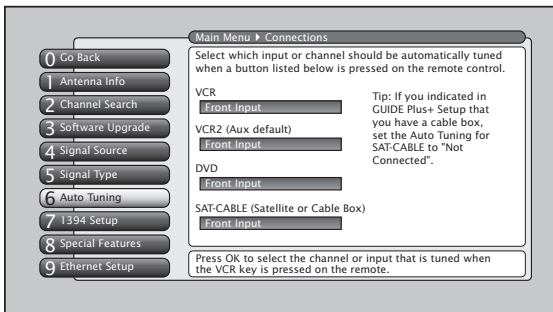 Main Menu ▶ Connections
0 Go Back
1 Antenna Info
2 Channel Search
3 Software Upgrade
4 Signal Source
5 Signal Type
6 Auto Tuning
7 1394 Setup
8 Special Features
9 Ethernet Setup
Select which input or channel should be automatically tuned
when a button listed below is pressed on the remote control.
VCR
Front Input
VCR2 (Aux default)
Front Input
DVD
Front Input
SAT-CABLE (Satellite or Cable Box)
Front Input
Tip: If you indicated in
GUIDE Plus+ Setup that
you have a cable box,
set the Auto Tuning for
SAT-CABLE to "Not
Connected".
Press OK to select the channel or input that is tuned when
the VCR key is pressed on the remote.